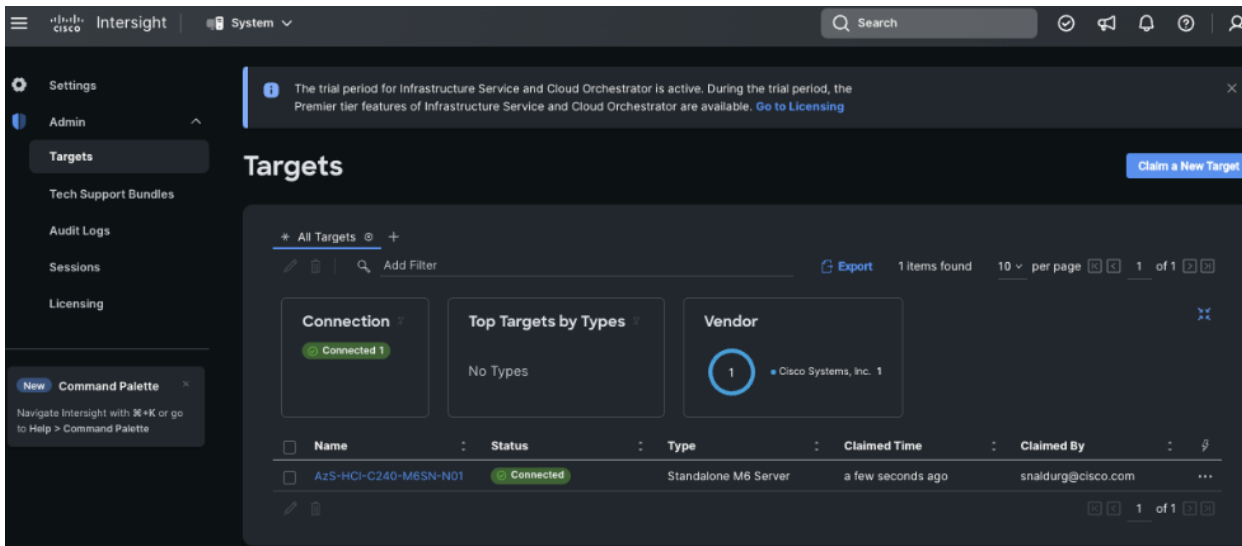 cisco Intersight System Search
Settings
Admin
Targets
Tech Support Bundles
Audit Logs
Sessions
Licensing
New Command Palette
Navigate Intersight with ⌘+K or go
to Help > Command Palette
The trial period for Infrastructure Service and Cloud Orchestrator is active. During the trial period, the
Premier tier features of Infrastructure Service and Cloud Orchestrator are available. Go to Licensing
Targets
Claim a New Target
All Targets
Add Filter Export 1 items found 10 per page 1 of 1
Connection
Connected 1
Top Targets by Types
No Types
Vendor
1 Cisco Systems, Inc. 1
Name Status Type Claimed Time Claimed By
AzS-HCI-C240-M6SN-N01 Connected Standalone M6 Server a few seconds ago snaldurg@cisco.com
1 of 1